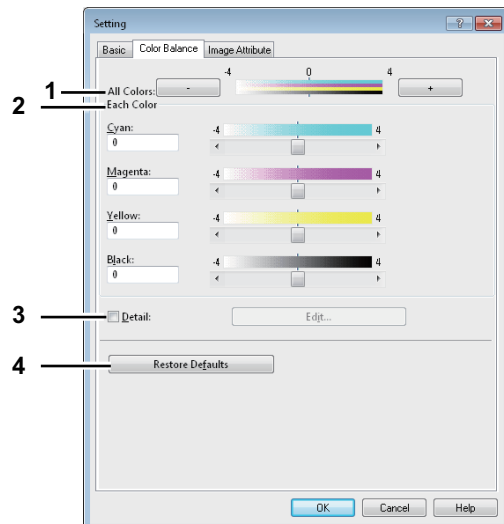 Setting
Basic Color Balance Image Attribute
-4 0 4
1 All Colors: - +
2 Each Color
Cyan: -4 4
0
Magenta: -4 4
0
Yellow: -4 4
0
Black: -4 4
0
3 Detail: Edit...
4 Restore Defaults
OK Cancel Help